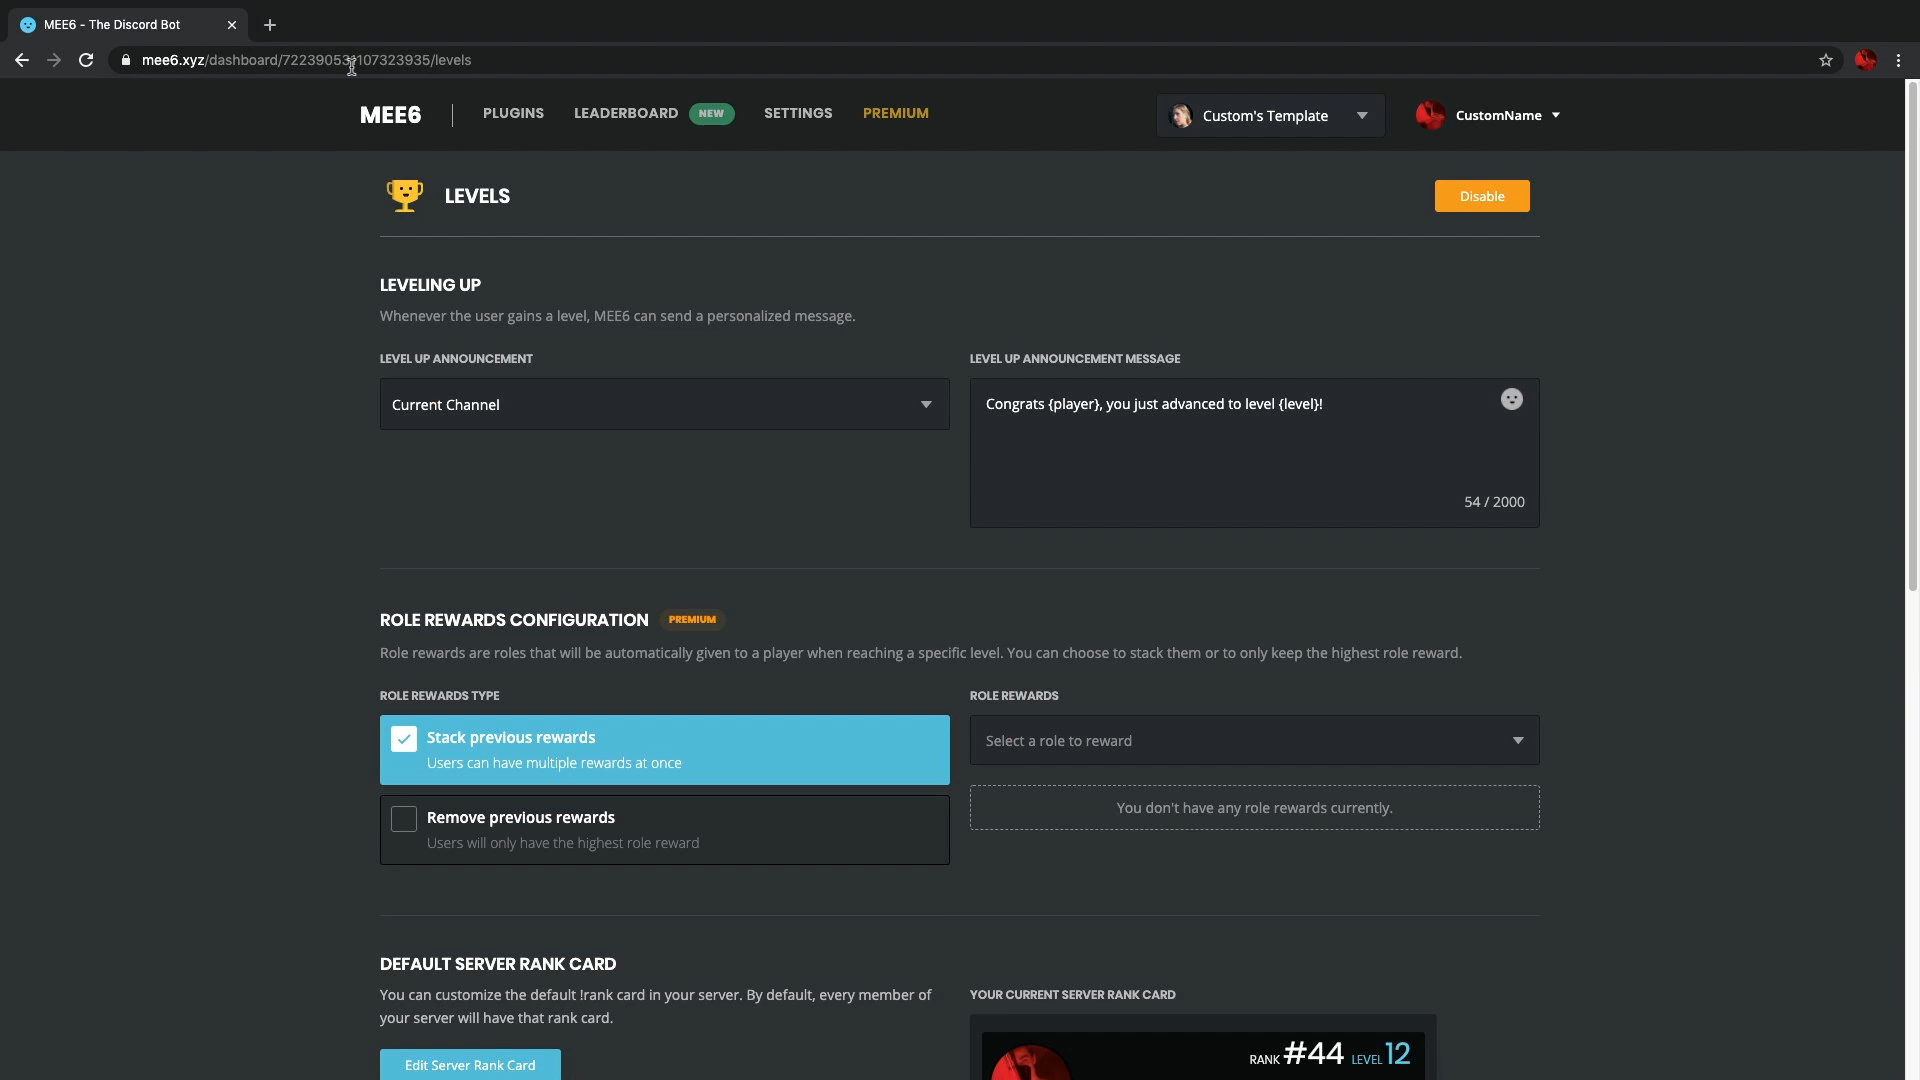 MEE6 - The Discord Bot
mee6.xyz/dashboard/722390531107323935/levels
MEE6
PLUGINS
LEADERBOARD
NEW
SETTINGS
PREMIUM
Custom's Template
CustomName
LEVELS
Disable
LEVELING UP
Whenever the user gains a level, MEE6 can send a personalized message.
LEVEL UP ANNOUNCEMENT
Current Channel
LEVEL UP ANNOUNCEMENT MESSAGE
Congrats {player}, you just advanced to level {level}!
54 / 2000
ROLE REWARDS CONFIGURATION PREMIUM
Role rewards are roles that will be automatically given to a player when reaching a specific level. You can choose to stack them or to only keep the highest role reward.
ROLE REWARDS TYPE
Stack previous rewards
Users can have multiple rewards at once
Remove previous rewards
Users will only have the highest role reward
ROLE REWARDS
Select a role to reward
You don't have any role rewards currently.
DEFAULT SERVER RANK CARD
You can customize the default !rank card in your server. By default, every member of
your server will have that rank card.
Edit Server Rank Card
YOUR CURRENT SERVER RANK CARD
RANK #44 LEVEL 12